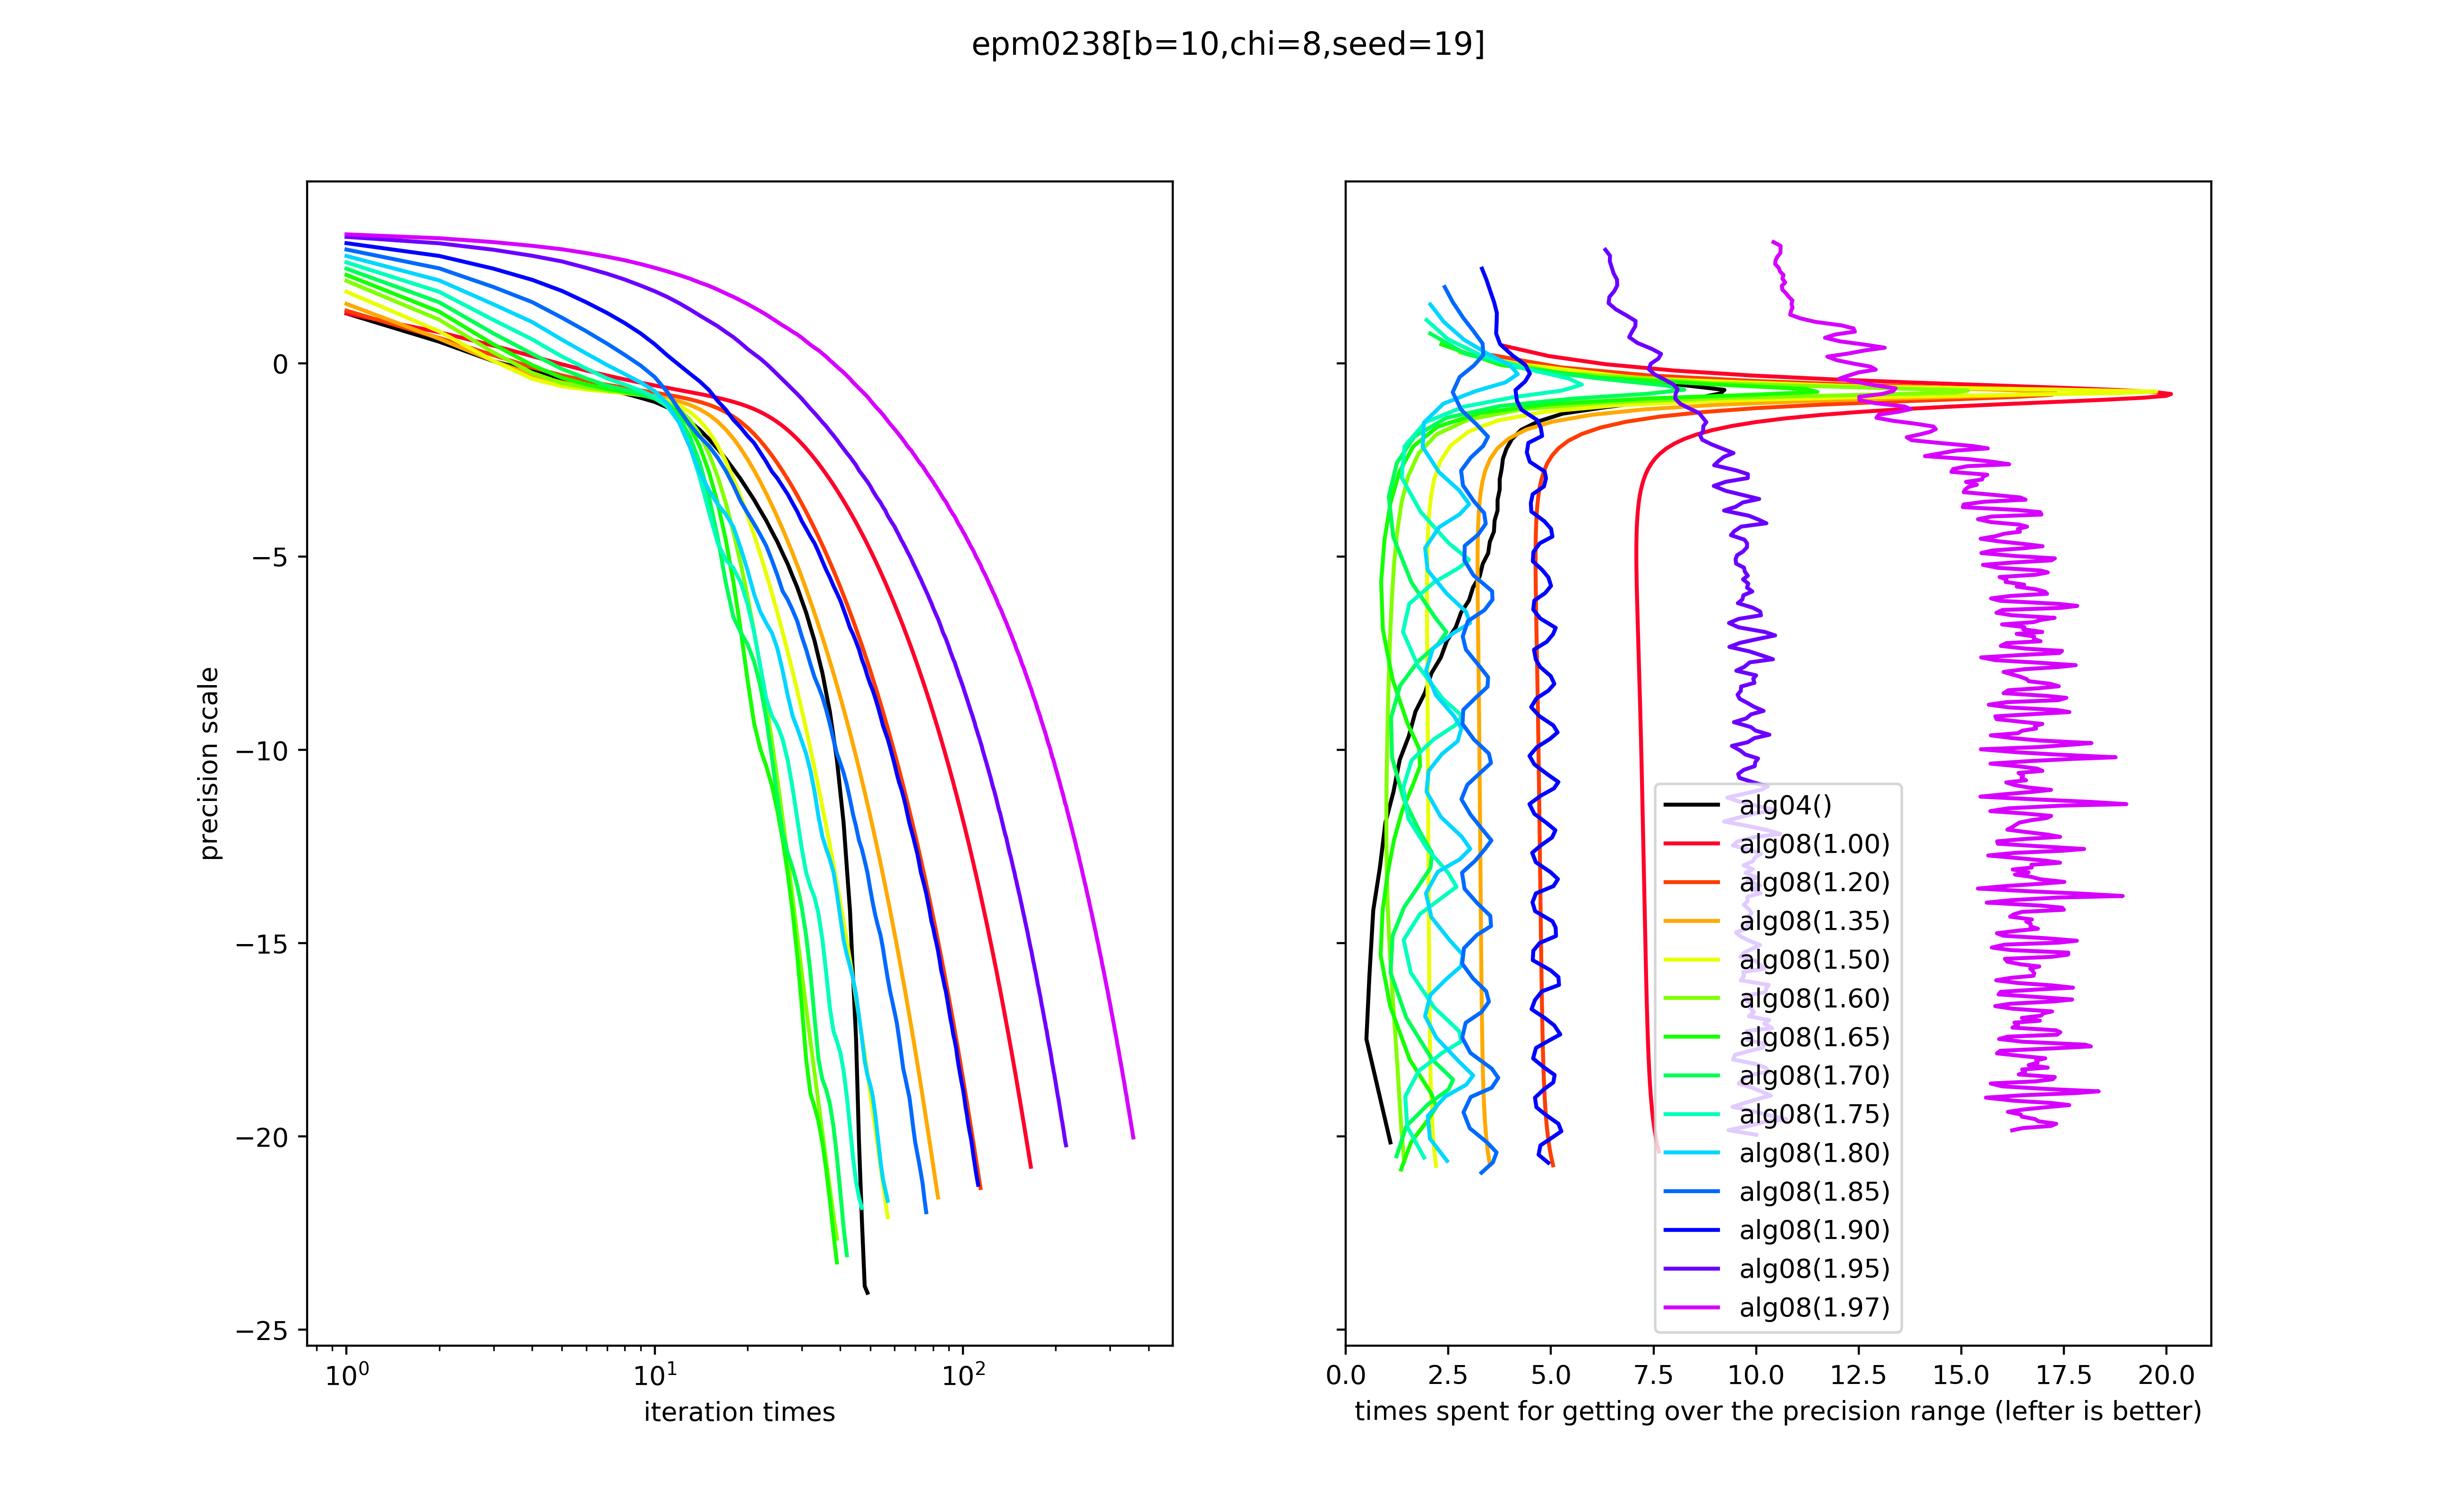 epm0238[b=10,chi=8,seed=19]
precision scale
0
−5
−10
−15
−20
−25
10⁰
10¹
10²
iteration times
0.0
2.5
5.0
7.5
10.0
12.5
15.0
17.5
20.0
times spent for getting over the precision range (lefter is better)
alg04()
alg08(1.00)
alg08(1.20)
alg08(1.35)
alg08(1.50)
alg08(1.60)
alg08(1.65)
alg08(1.70)
alg08(1.75)
alg08(1.80)
alg08(1.85)
alg08(1.90)
alg08(1.95)
alg08(1.97)